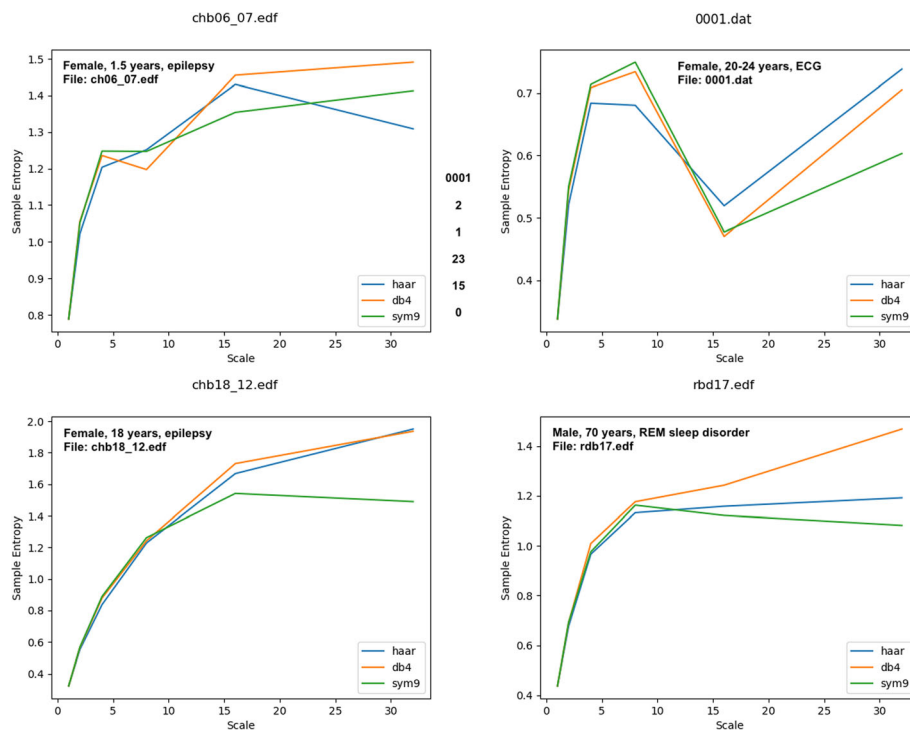 chb06_07.edf
Female, 1.5 years, epilepsy
File: ch06_07.edf
Sample Entropy
1.5
1.4
1.3
1.2
1.1
1.0
0.9
0.8
0
5
10
15
20
25
30
Scale
haar
db4
sym9
0001
2
1
23
15
0
0001.dat
Female, 20-24 years, ECG
File: 0001.dat
Sample Entropy
0.7
0.6
0.5
0.4
0
5
10
15
20
25
30
Scale
haar
db4
sym9
chb18_12.edf
Female, 18 years, epilepsy
File: chb18_12.edf
Sample Entropy
2.0
1.8
1.6
1.4
1.2
1.0
0.8
0.6
0.4
0
5
10
15
20
25
30
Scale
haar
db4
sym9
rbd17.edf
Male, 70 years, REM sleep disorder
File: rdb17.edf
Sample Entropy
1.4
1.2
1.0
0.8
0.6
0.4
0
5
10
15
20
25
30
Scale
haar
db4
sym9